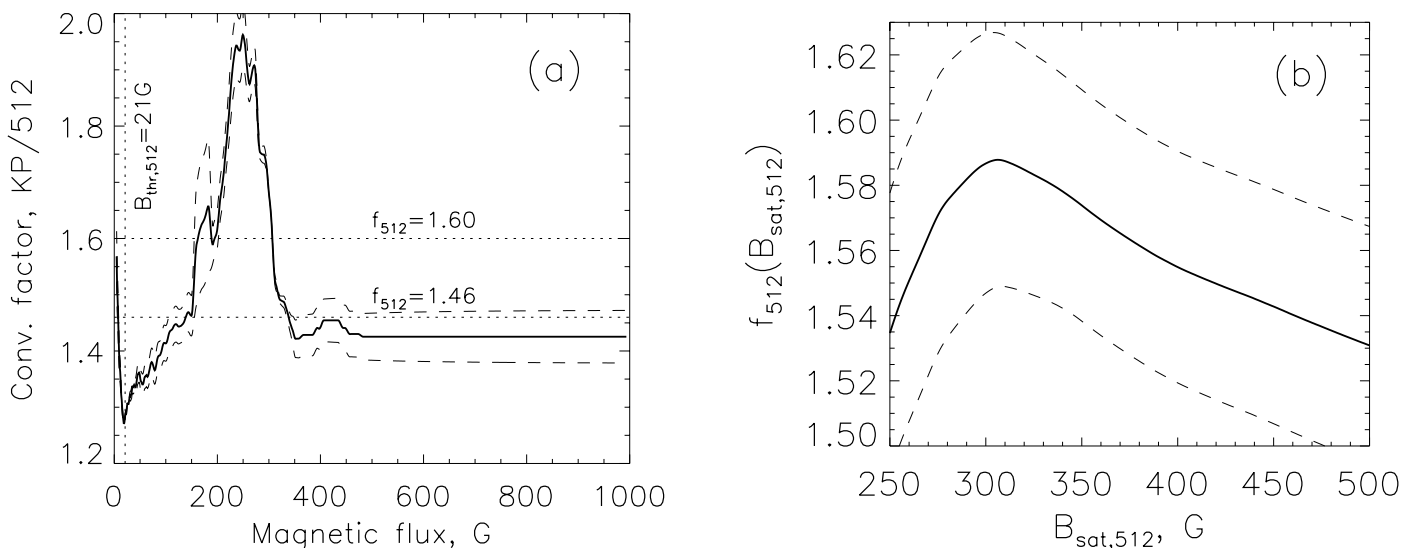 (a)
Conv. factor, KP/512
2.0
1.8
1.6
1.4
1.2
B_thr,512=21G
f_512=1.60
f_512=1.46
0 200 400 600 800 1000
Magnetic flux, G
(b)
f_512(B_sat,512)
1.62
1.60
1.58
1.56
1.54
1.52
1.50
250 300 350 400 450 500
B_sat,512, G